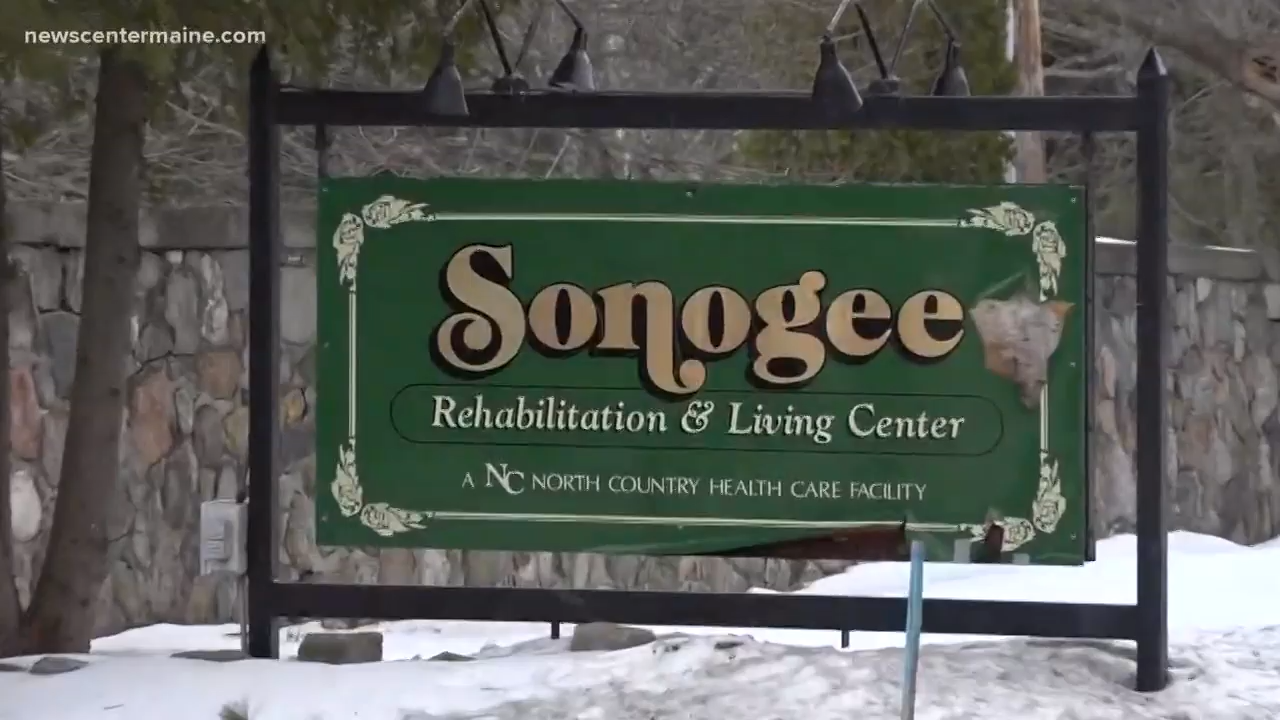 newscentermaine.com
Sonogee
Rehabilitation & Living Center
A NC NORTH COUNTRY HEALTH CARE FACILITY